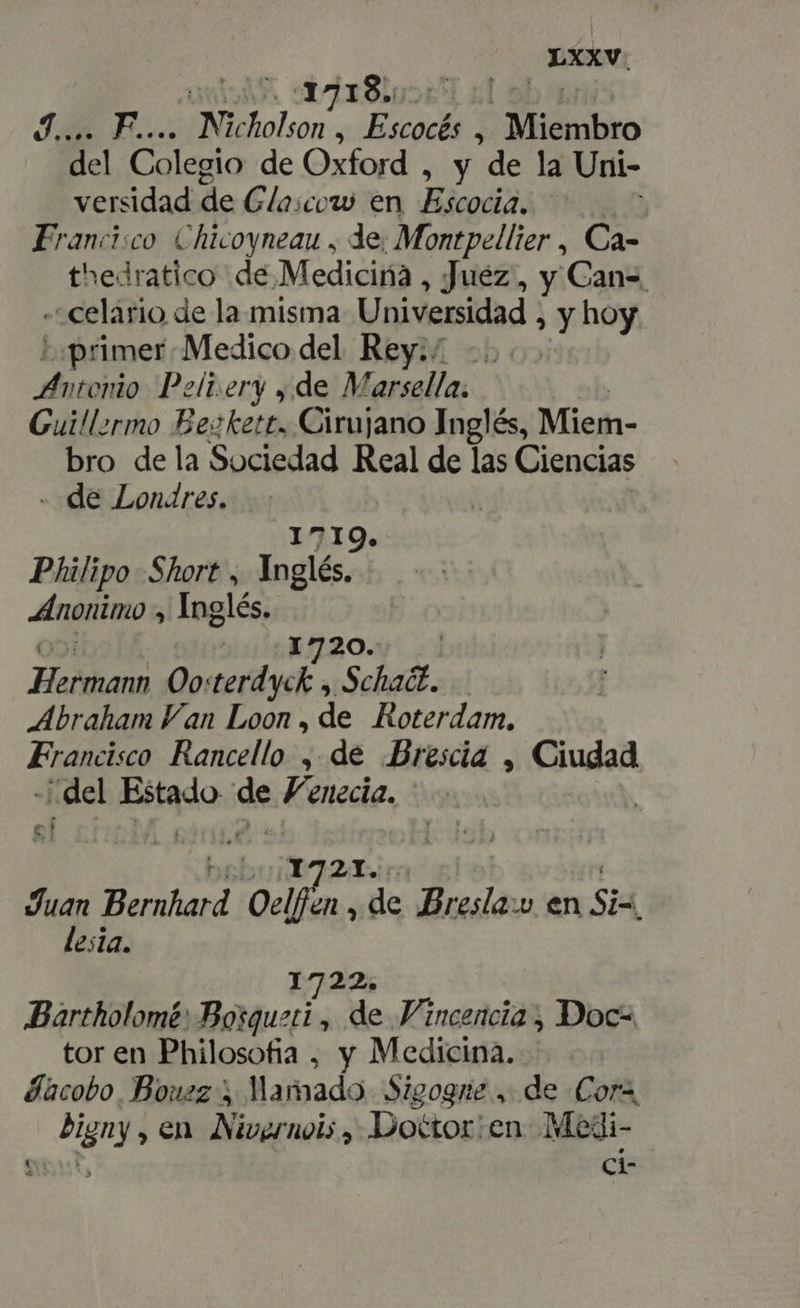 LXXV.
1718.
J.... F.... Nicholson, Escocés, Miembro
del Colegio de Oxford, y de la Uni-
versidad de Glascow en Escocia.
Francisco Chicoyneau, de Montpellier, Ca-
thedratico de Medicina, Juez, y Can-
celario de la misma Universidad, y hoy
primer Medico del Rey.
Antonio Pelisery, de Marsella.
Guillermo Beckett. Cirujano Inglés, Miem-
bro de la Sociedad Real de las Ciencias
de Londres.
1719.
Philipo Short, Inglés.
Anonimo, Inglés.
1720.
Hermann Oosterdyck, Schact.
Abraham Van Loon, de Roterdam.
Francisco Rancello, de Brescia, Ciudad
del Estado de Venecia.
1721.
Juan Bernhard Oelffen, de Breslaw en Si-
lesia.
1722.
Bartholomé Bosqueti, de Vincencia, Doc-
tor en Philosofia, y Medicina.
Jacobo Bouez, llamado Sigogne, de Cor-
bigny, en Nivernois, Doctor en Medi-
ci-